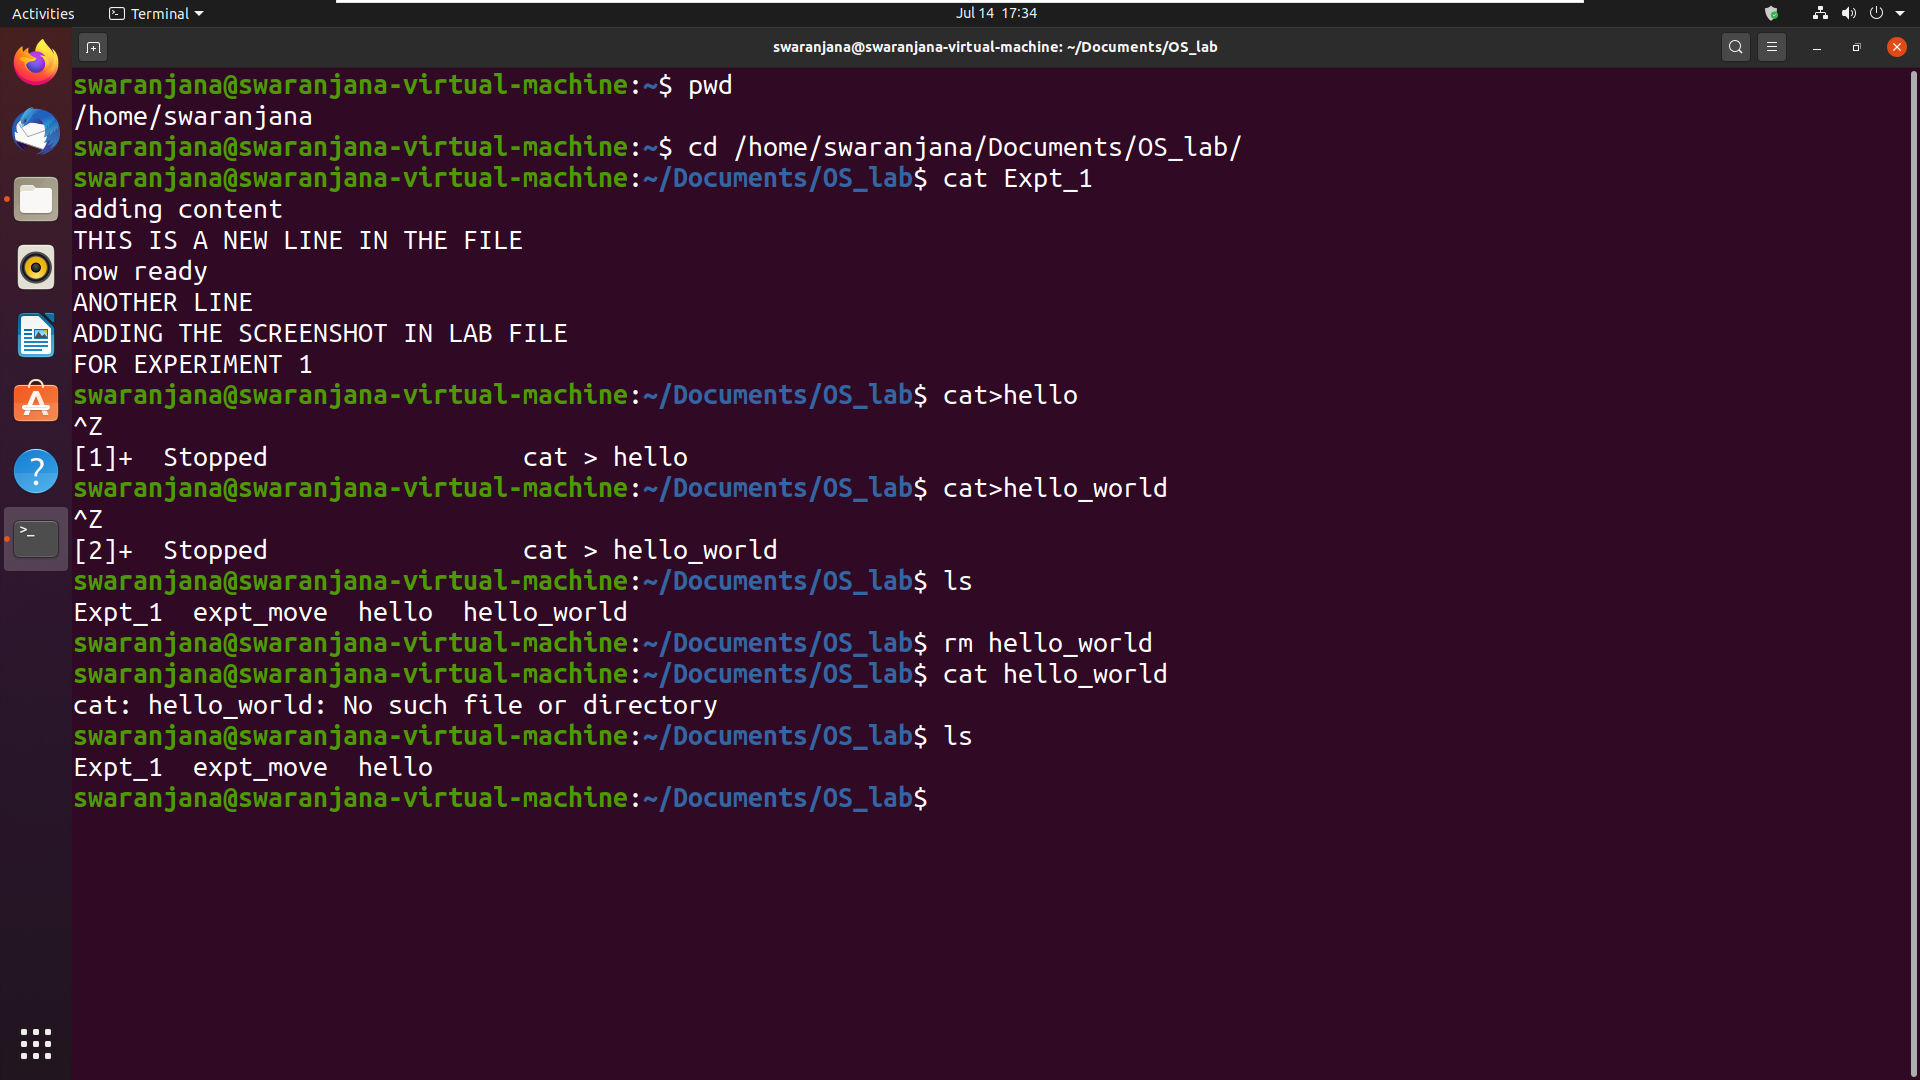 Activities Terminal Jul 14 17:34
swaranjana@swaranjana-virtual-machine: ~/Documents/OS_lab
swaranjana@swaranjana-virtual-machine:~$ pwd
/home/swaranjana
swaranjana@swaranjana-virtual-machine:~$ cd /home/swaranjana/Documents/OS_lab/
swaranjana@swaranjana-virtual-machine:~/Documents/OS_lab$ cat Expt_1
adding content
THIS IS A NEW LINE IN THE FILE
now ready
ANOTHER LINE
ADDING THE SCREENSHOT IN LAB FILE
FOR EXPERIMENT 1
swaranjana@swaranjana-virtual-machine:~/Documents/OS_lab$ cat>hello
^Z
[1]+  Stopped                 cat > hello
swaranjana@swaranjana-virtual-machine:~/Documents/OS_lab$ cat>hello_world
^Z
[2]+  Stopped                 cat > hello_world
swaranjana@swaranjana-virtual-machine:~/Documents/OS_lab$ ls
Expt_1  expt_move  hello  hello_world
swaranjana@swaranjana-virtual-machine:~/Documents/OS_lab$ rm hello_world
swaranjana@swaranjana-virtual-machine:~/Documents/OS_lab$ cat hello_world
cat: hello_world: No such file or directory
swaranjana@swaranjana-virtual-machine:~/Documents/OS_lab$ ls
Expt_1  expt_move  hello
swaranjana@swaranjana-virtual-machine:~/Documents/OS_lab$